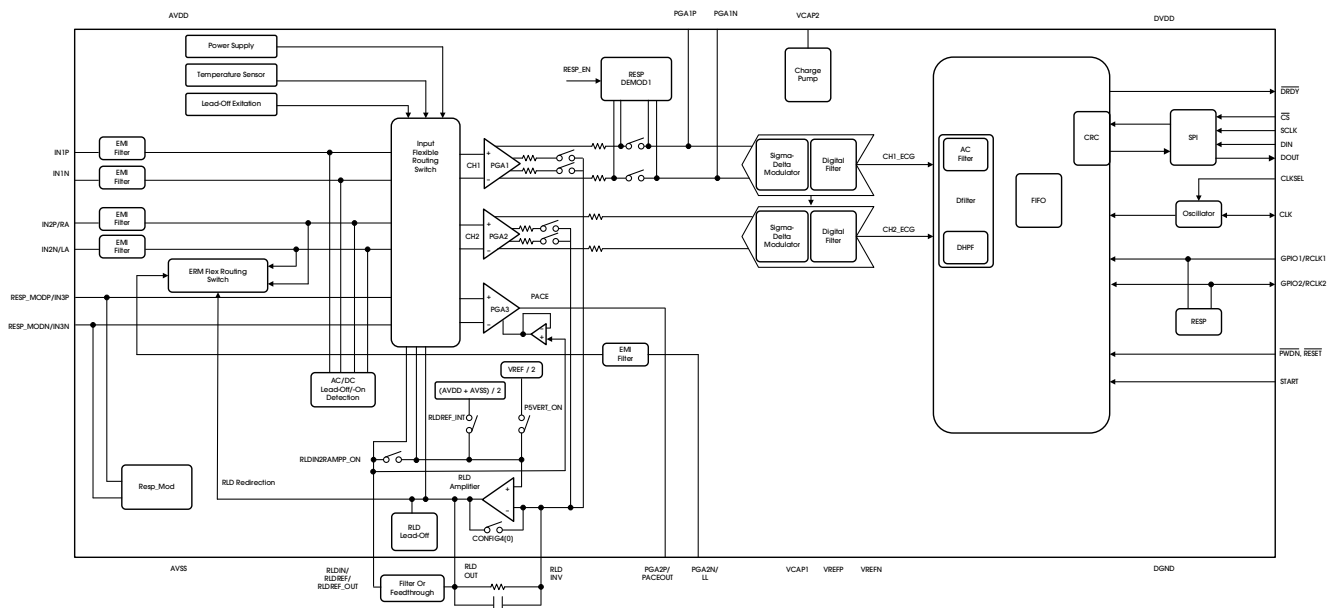 AVDD
PGA1P
PGA1N
VCAP2
DVDD
Power Supply
Temperature Sensor
Lead-Off Exitation
RESP_EN
RESP
DEMOD1
Charge
Pump
DRDY
CS
SCLK
DIN
DOUT
CRC
SPI
IN1P
EMI
Filter
IN1N
EMI
Filter
Input
Flexible
Routing
Switch
CH1
+
−
PGA1
Sigma-
Delta
Modulator
Digital
Filter
CH1_ECG
AC
Filter
Dfilter
DHPF
FIFO
CLKSEL
Oscillator
CLK
IN2P/RA
EMI
Filter
IN2N/LA
EMI
Filter
CH2
+
−
PGA2
Sigma-
Delta
Modulator
Digital
Filter
CH2_ECG
ERM Flex Routing
Switch
GPIO1/RCLK1
GPIO2/RCLK2
RESP
RESP_MODP/IN3P
RESP_MODN/IN3N
+
−
PGA3
PACE
−
+
EMI
Filter
PWDN, RESET
START
AC/DC
Lead-Off/-On
Detection
VREF / 2
(AVDD + AVSS) / 2
RLDREF_INT
P5VERT_ON
RLDIN2RAMPP_ON
Resp_Mod
RLD Redirection
RLD
Amplifier
+
−
RLD
Lead-Off
CONFIG4(0)
AVSS
RLDIN/
RLDREF/
RLDREF_OUT
Filter Or
Feedthrough
RLD
OUT
RLD
INV
PGA2P/
PACEOUT
PGA2N/
LL
VCAP1
VREFP
VREFN
DGND